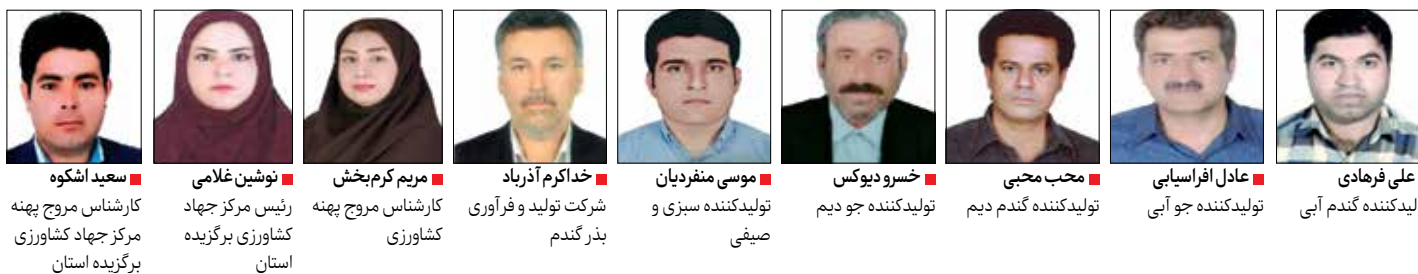 علی فرهادی
لیدکننده گندم آبی
عادل افراسیابی
تولیدکننده جو آبی
محب محبی
تولیدکننده گندم دیم
خسرو دیوکس
تولیدکننده جو دیم
موسی منفردیان
تولیدکننده سبزی و
صیفی
خداکرم آذرباد
شرکت تولید و فرآوری
بذر گندم
مریم کرم‌بخش
کارشناس مروج پهنه
کشاورزی
نوشین غلامی
رئیس مرکز جهاد
کشاورزی برگزیده
استان
سعید اشکوه
کارشناس مروج پهنه
مرکز جهاد کشاورزی
برگزیده استان